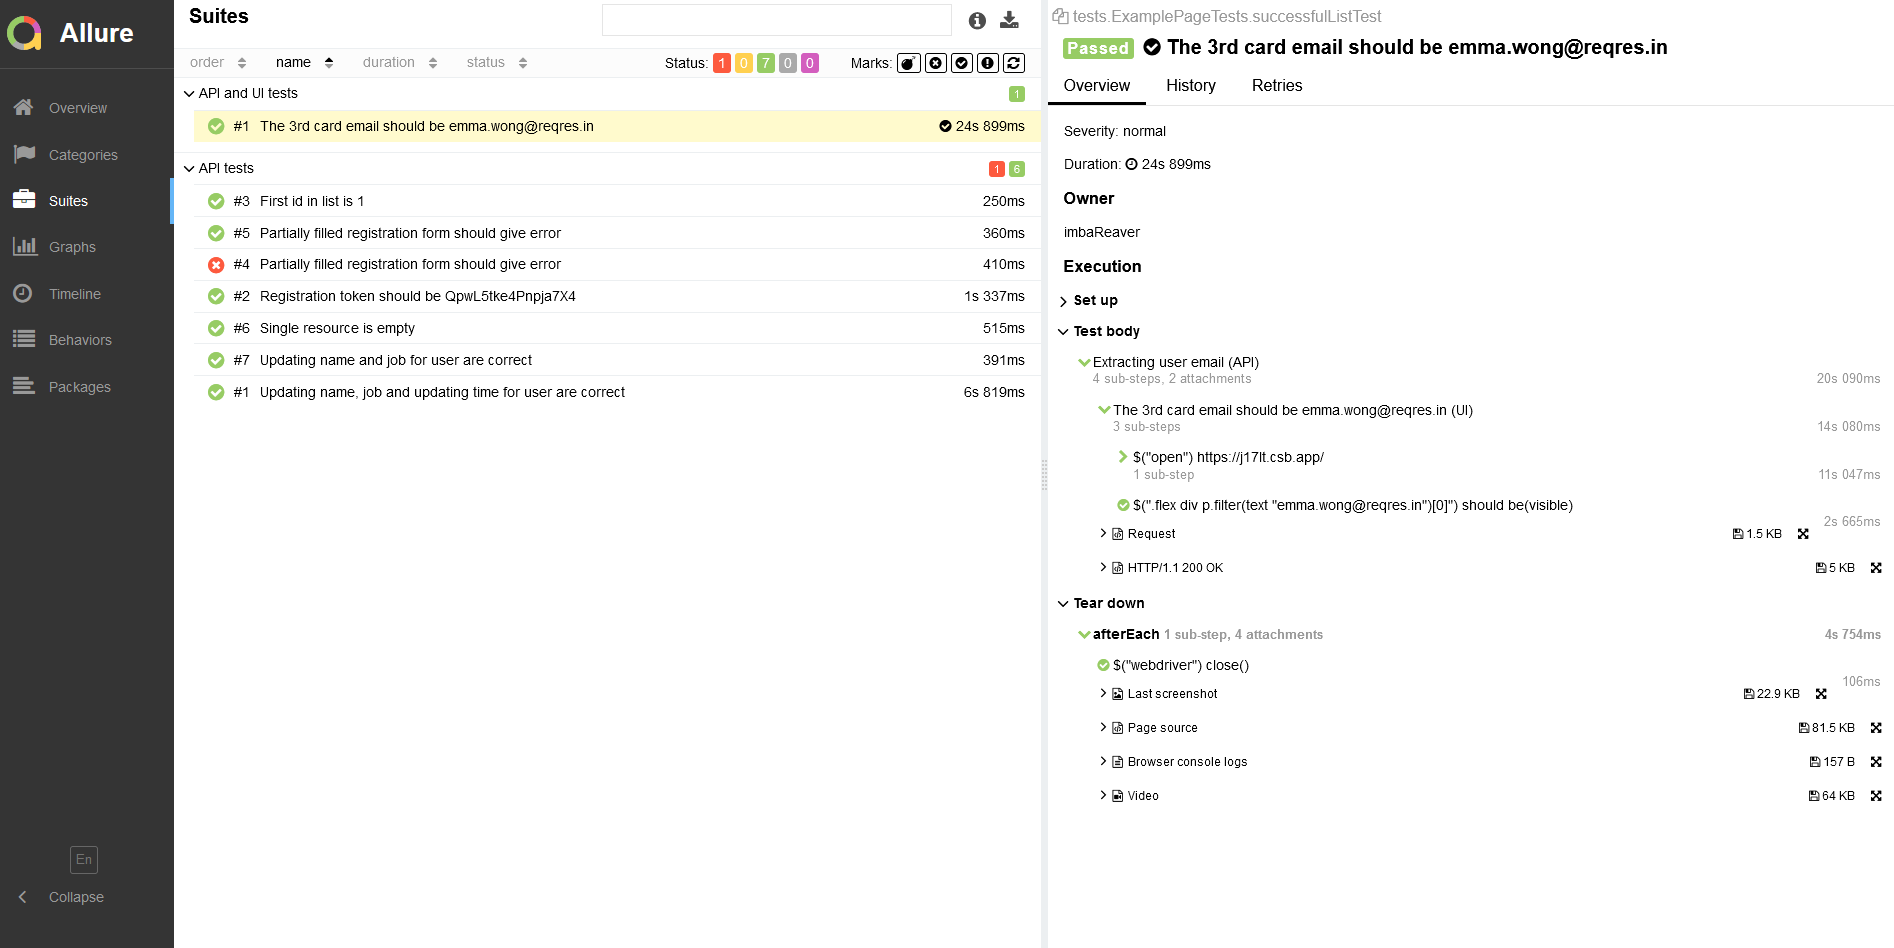 Allure
Overview
Categories
Suites
Graphs
Timeline
Behaviors
Packages
En
Collapse
Suites
order name duration status Status: 1 0 7 0 0 Marks:
API and UI tests 1
#1 The 3rd card email should be emma.wong@reqres.in 24s 899ms
API tests 1 6
#3 First id in list is 1 250ms
#5 Partially filled registration form should give error 360ms
#4 Partially filled registration form should give error 410ms
#2 Registration token should be QpwL5tke4Pnpja7X4 1s 337ms
#6 Single resource is empty 515ms
#7 Updating name and job for user are correct 391ms
#1 Updating name, job and updating time for user are correct 6s 819ms
tests.ExamplePageTests.successfulListTest
Passed The 3rd card email should be emma.wong@reqres.in
Overview History Retries
Severity: normal
Duration: 24s 899ms
Owner
imbaReaver
Execution
Set up
Test body
Extracting user email (API)
4 sub-steps, 2 attachments 20s 090ms
The 3rd card email should be emma.wong@reqres.in (UI)
3 sub-steps 14s 080ms
$("open") https://j17lt.csb.app/
1 sub-step 11s 047ms
$(".flex div p.filter(text "emma.wong@reqres.in")[0]") should be(visible)
2s 665ms
Request 1.5 KB
HTTP/1.1 200 OK 5 KB
Tear down
afterEach 1 sub-step, 4 attachments 4s 754ms
$("webdriver") close()
106ms
Last screenshot 22.9 KB
Page source 81.5 KB
Browser console logs 157 B
Video 64 KB